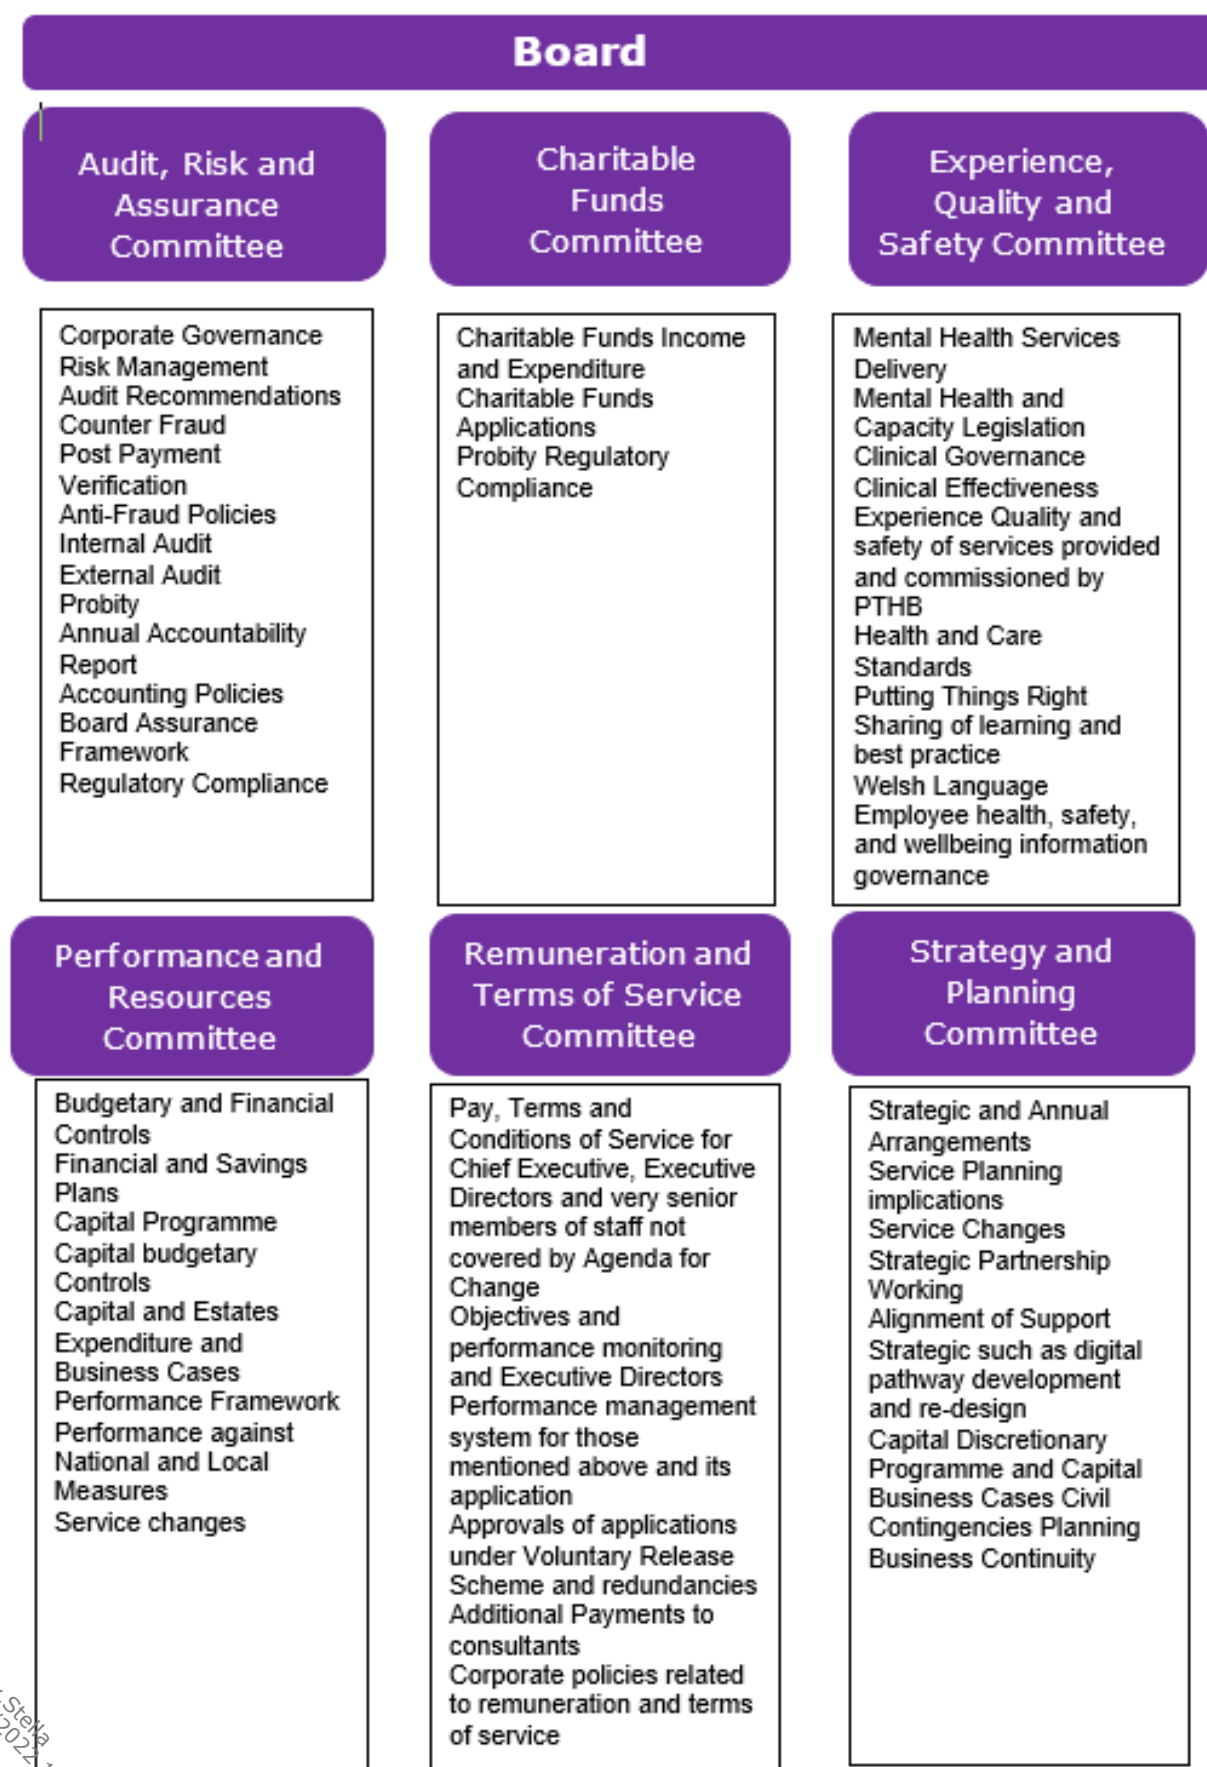 Board
Audit, Risk and
Assurance
Committee
Corporate Governance
Risk Management
Audit Recommendations
Counter Fraud
Post Payment
Verification
Anti-Fraud Policies
Internal Audit
External Audit
Probity
Annual Accountability
Report
Accounting Policies
Board Assurance
Framework
Regulatory Compliance
Charitable
Funds
Committee
Charitable Funds Income
and Expenditure
Charitable Funds
Applications
Probity Regulatory
Compliance
Experience,
Quality and
Safety Committee
Mental Health Services
Delivery
Mental Health and
Capacity Legislation
Clinical Governance
Clinical Effectiveness
Experience Quality and
safety of services provided
and commissioned by
PTHB
Health and Care
Standards
Putting Things Right
Sharing of learning and
best practice
Welsh Language
Employee health, safety,
and wellbeing information
governance
Performance and
Resources
Committee
Budgetary and Financial
Controls
Financial and Savings
Plans
Capital Programme
Capital budgetary
Controls
Capital and Estates
Expenditure and
Business Cases
Performance Framework
Performance against
National and Local
Measures
Service changes
Remuneration and
Terms of Service
Committee
Pay, Terms and
Conditions of Service for
Chief Executive, Executive
Directors and very senior
members of staff not
covered by Agenda for
Change
Objectives and
performance monitoring
and Executive Directors
Performance management
system for those
mentioned above and its
application
Approvals of applications
under Voluntary Release
Scheme and redundancies
Additional Payments to
consultants
Corporate policies related
to remuneration and terms
of service
Strategy and
Planning
Committee
Strategic and Annual
Arrangements
Service Planning
implications
Service Changes
Strategic Partnership
Working
Alignment of Support
Strategic such as digital
pathway development
and re-design
Capital Discretionary
Programme and Capital
Business Cases Civil
Contingencies Planning
Business Continuity
Stella